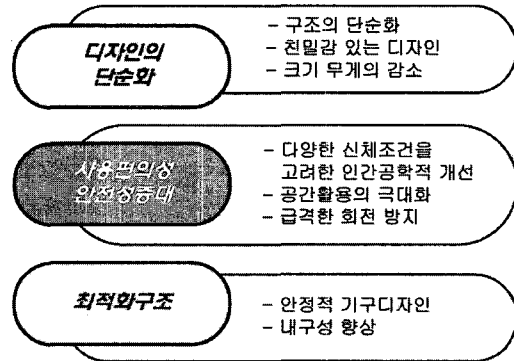 디자인의
단순화
- 구조의 단순화
- 친밀감 있는 디자인
- 크기 무게의 감소
사용편의성
안전성증대
- 다양한 신체조건을
고려한 인간공학적 개선
- 공간활용의 극대화
- 급격한 회전 방지
최적화구조
- 안정적 기구디자인
- 내구성 향상